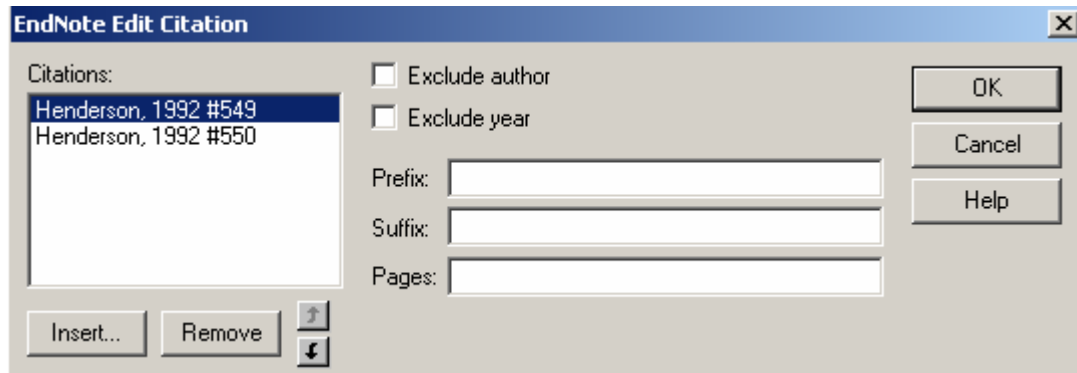 EndNote Edit Citation
Citations:
Henderson, 1992 #549
Henderson, 1992 #550
Insert...
Remove
Exclude author
Exclude year
Prefix:
Suffix:
Pages:
OK
Cancel
Help